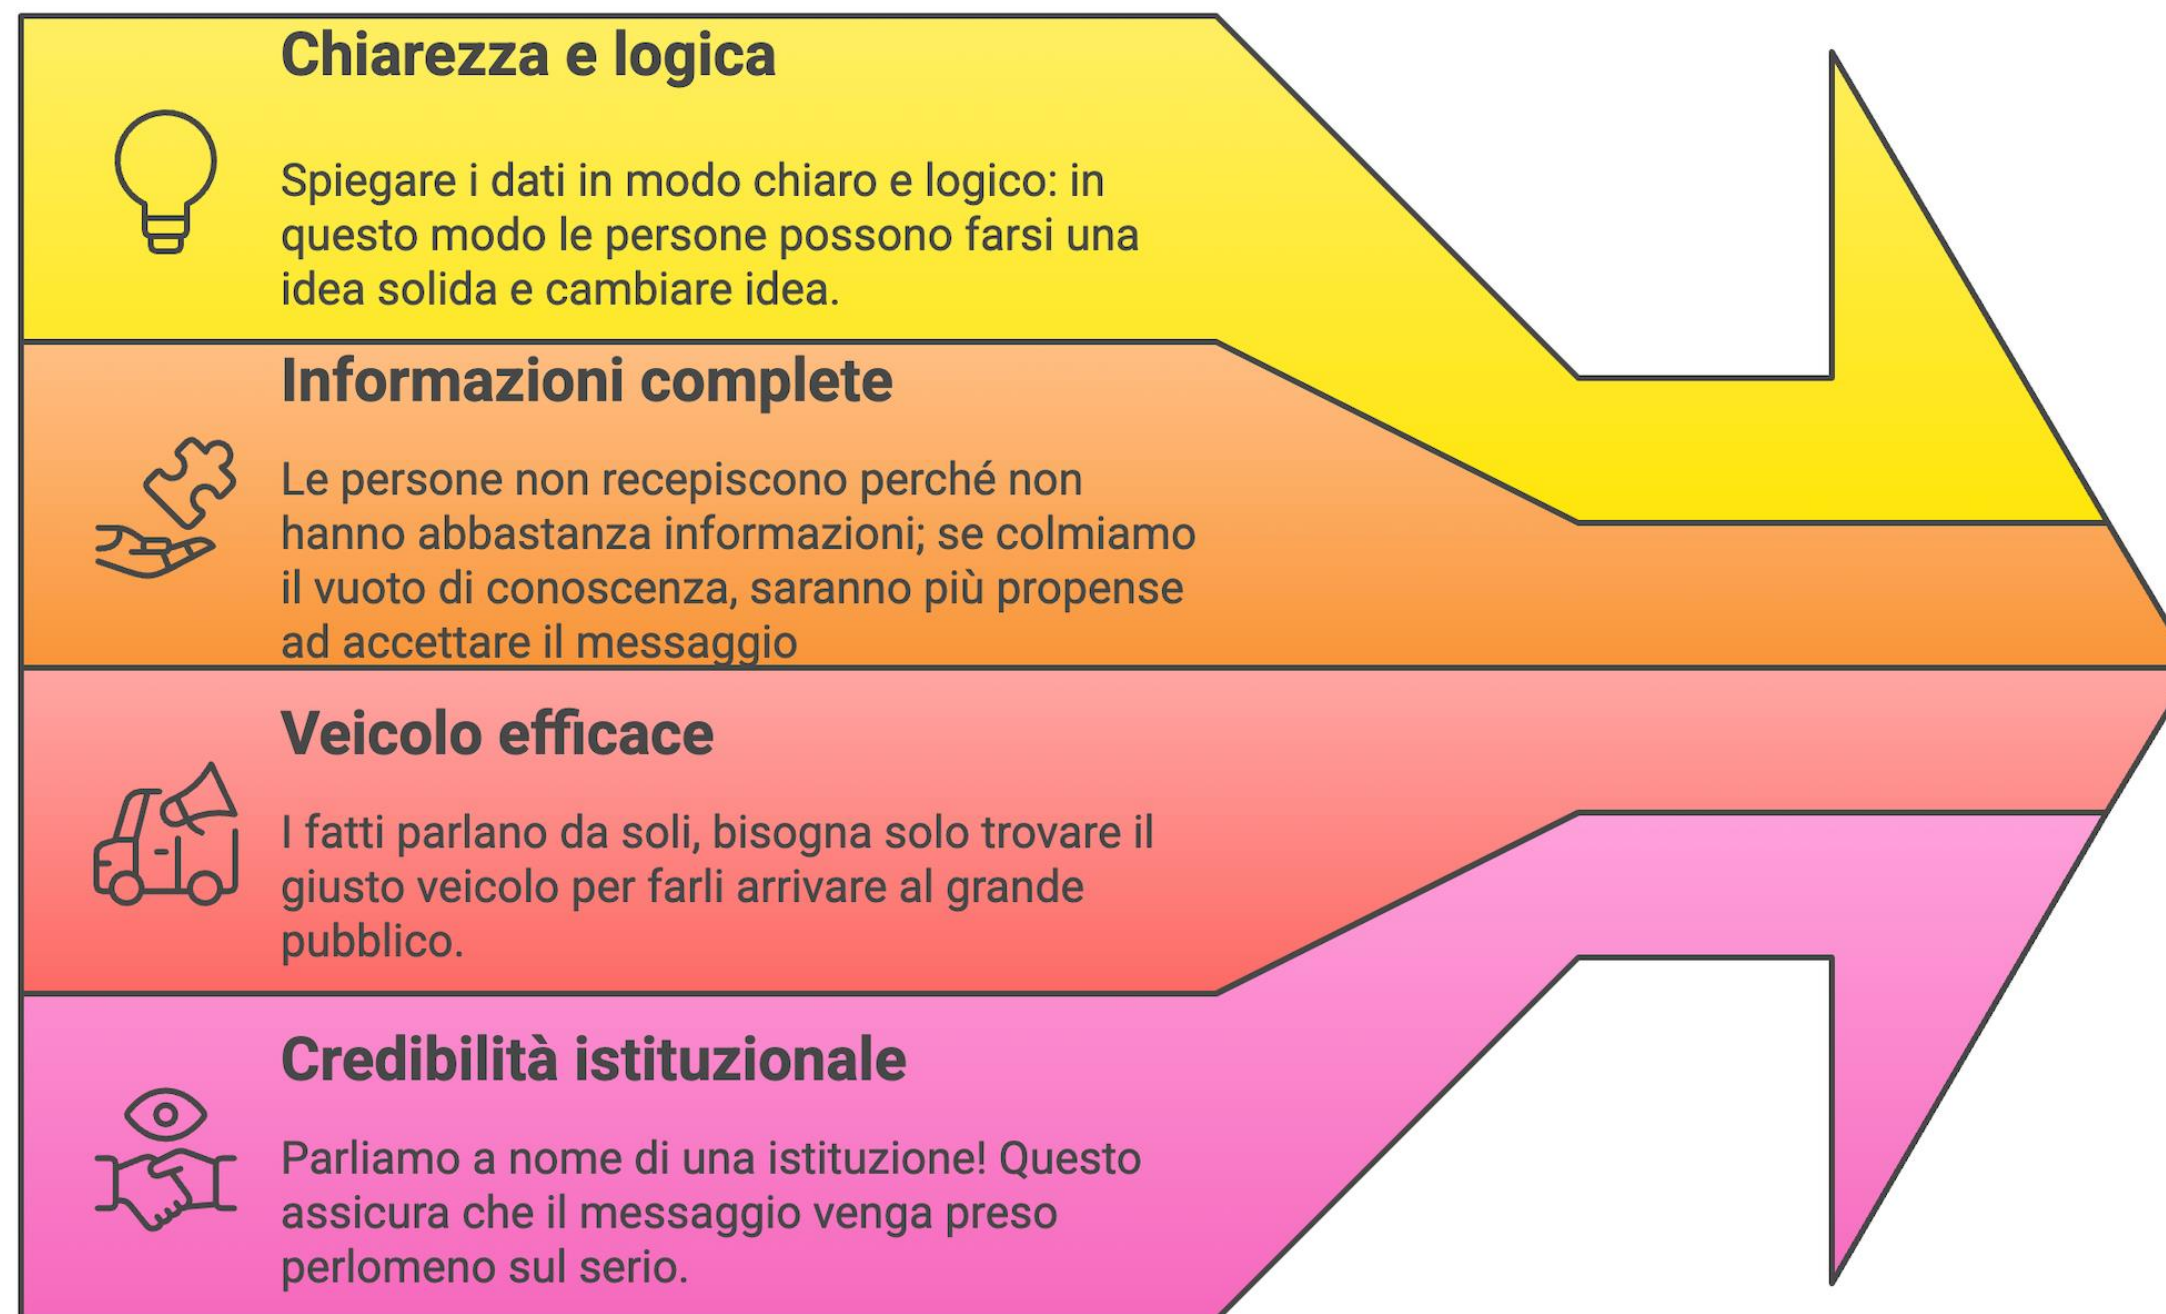 Chiarezza e logica
Spiegare i dati in modo chiaro e logico: in
questo modo le persone possono farsi una
idea solida e cambiare idea.
Informazioni complete
Le persone non recepiscono perché non
hanno abbastanza informazioni; se colmiamo
il vuoto di conoscenza, saranno più propense
ad accettare il messaggio
Veicolo efficace
I fatti parlano da soli, bisogna solo trovare il
giusto veicolo per farli arrivare al grande
pubblico.
Credibilità istituzionale
Parliamo a nome di una istituzione! Questo
assicura che il messaggio venga preso
perlomeno sul serio.